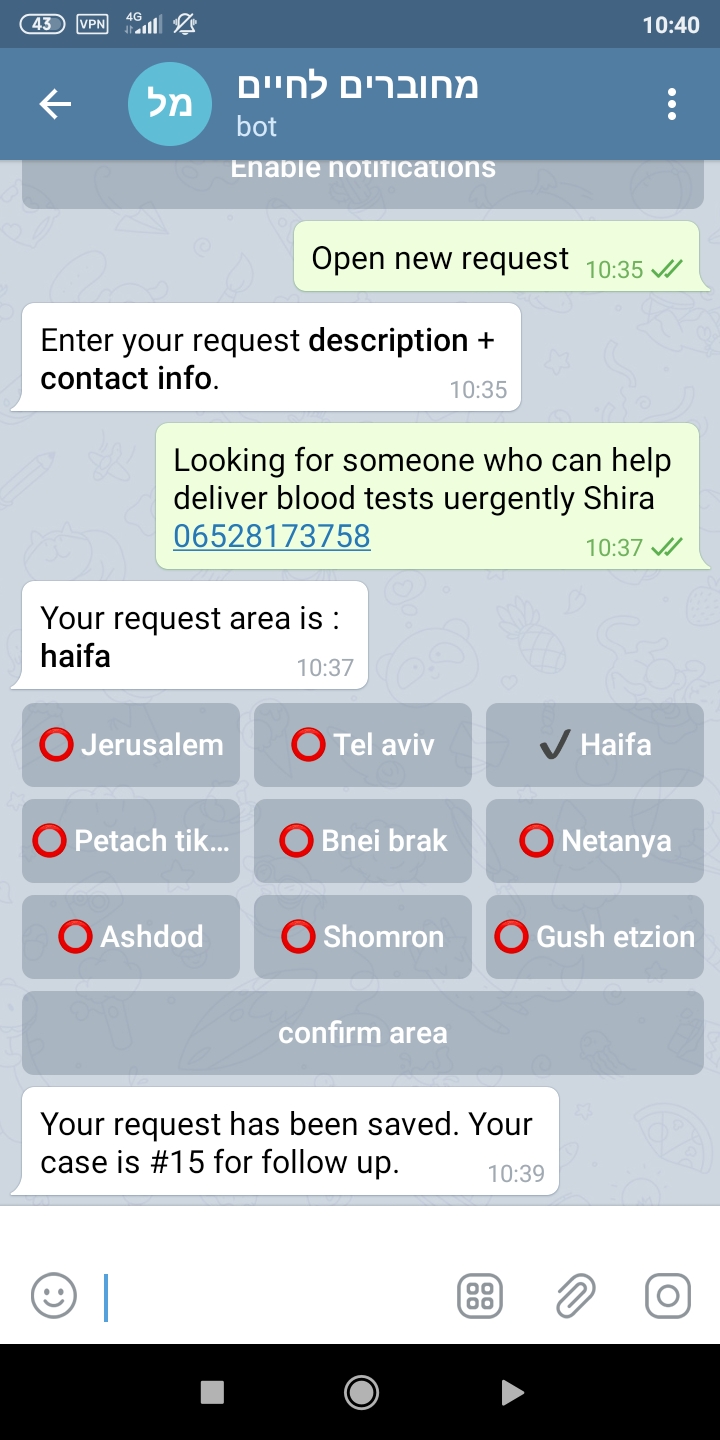 43 VPN 4G 10:40
מחוברים לחיים
מל
bot
Enable notifications
Open new request 10:35
Enter your request description +
contact info. 10:35
Looking for someone who can help
deliver blood tests uergently Shira
06528173758 10:37
Your request area is :
haifa 10:37
Jerusalem Tel aviv Haifa
Petach tik... Bnei brak Netanya
Ashdod Shomron Gush etzion
confirm area
Your request has been saved. Your
case is #15 for follow up. 10:39